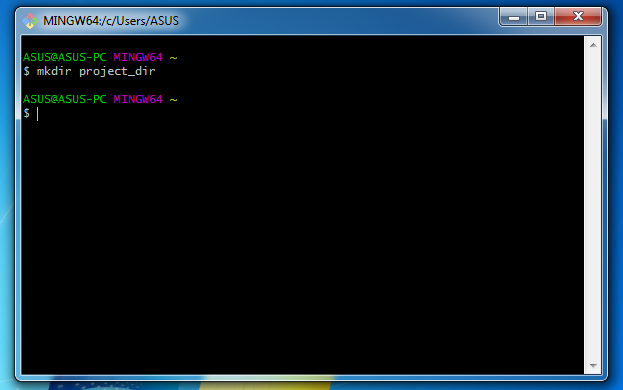 MINGW64:/c/Users/ASUS
ASUS@ASUS-PC MINGW64 ~
$ mkdir project_dir
ASUS@ASUS-PC MINGW64 ~
$